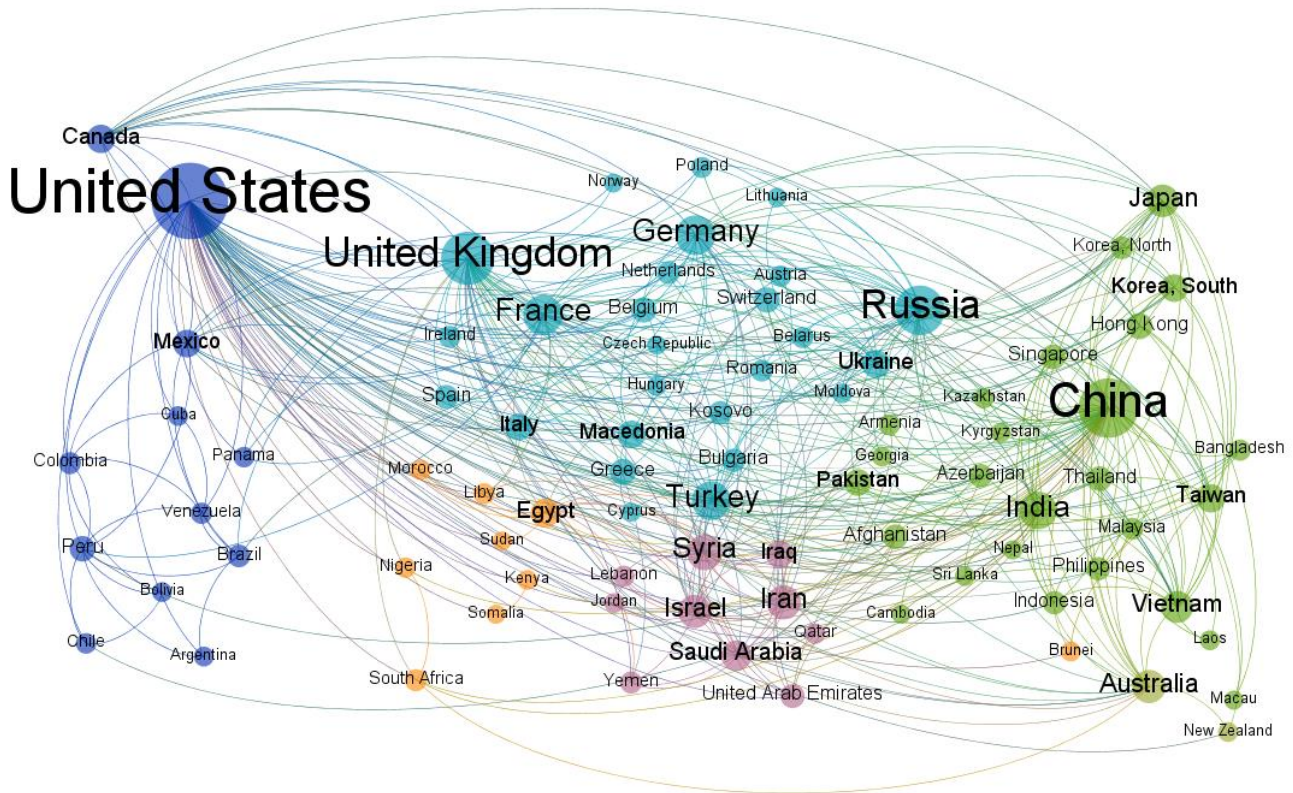 Canada
United States
Mexico
Cuba
Colombia
Panama
Venezuela
Peru
Brazil
Bolivia
Chile
Argentina
Norway
Poland
Lithuania
United Kingdom
Germany
Netherlands
Austria
France
Belgium
Switzerland
Russia
Ireland
Czech Republic
Belarus
Romania
Ukraine
Spain
Hungary
Moldova
Kosovo
Italy
Macedonia
Greece
Bulgaria
Turkey
Cyprus
Morocco
Libya
Egypt
Sudan
Nigeria
Kenya
Somalia
South Africa
Syria
Iraq
Lebanon
Jordan
Israel
Iran
Qatar
Saudi Arabia
Yemen
United Arab Emirates
Japan
Korea, North
Korea, South
Hong Kong
Singapore
Kazakhstan
China
Armenia
Kyrgyzstan
Georgia
Bangladesh
Pakistan
Azerbaijan
Thailand
Taiwan
India
Afghanistan
Malaysia
Nepal
Philippines
Sri Lanka
Indonesia
Vietnam
Cambodia
Laos
Brunei
Australia
Macau
New Zealand